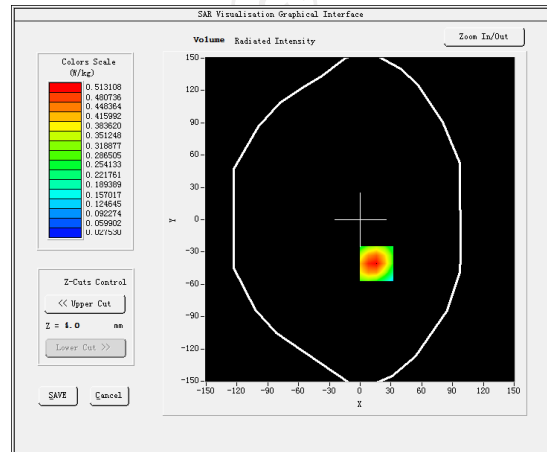 SAR Visualisation Graphical Interface
Volume Radiated Intensity
Zoom In/Out
Colors Scale
(W/kg)
0.513108
0.480736
0.448364
0.415992
0.383620
0.351248
0.318877
0.286505
0.254133
0.221761
0.189389
0.157017
0.124645
0.092274
0.059902
0.027530
150
120
90
60
30
0
-30
-60
-90
-120
-150
Y
-150 -120 -90 -60 -30 0 30 60 90 120 150
X
Z-Cuts Control
<< Upper Cut
Z = 4.0 mm
Lower Cut >>
SAVE Cancel